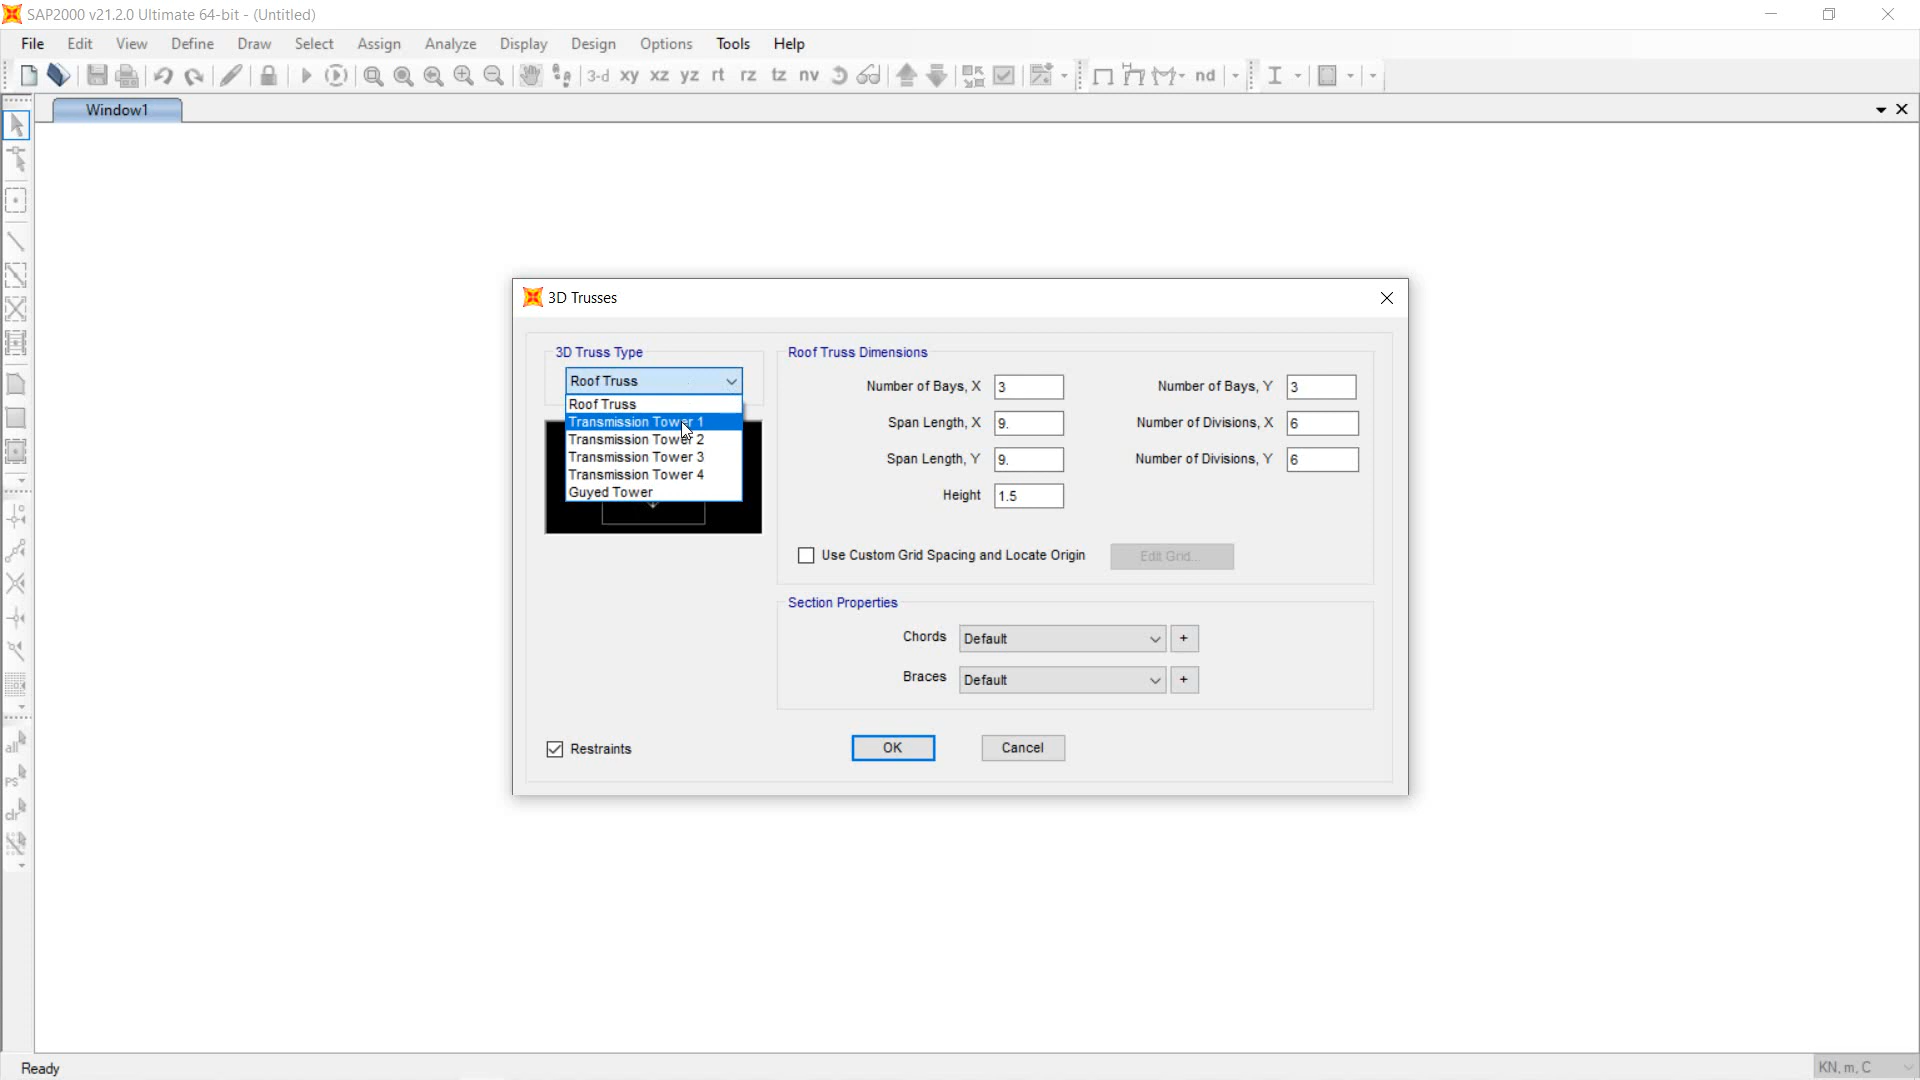 SAP2000 v21.2.0 Ultimate 64-bit - (Untitled)
File Edit View Define Draw Select Assign Analyze Display Design Options Tools Help
3-d xy xz yz rt rz tz nv nd
Window1
3D Trusses
3D Truss Type
Roof Truss
Roof Truss
Transmission Tower 1
Transmission Tower 2
Transmission Tower 3
Transmission Tower 4
Guyed Tower
Roof Truss Dimensions
Number of Bays, X 3 Number of Bays, Y 3
Span Length, X 9. Number of Divisions, X 6
Span Length, Y 9. Number of Divisions, Y 6
Height 1.5
Use Custom Grid Spacing and Locate Origin Edit Grid...
Section Properties
Chords Default +
Braces Default +
Restraints OK Cancel
all
PS
dr
Ready KN, m, C